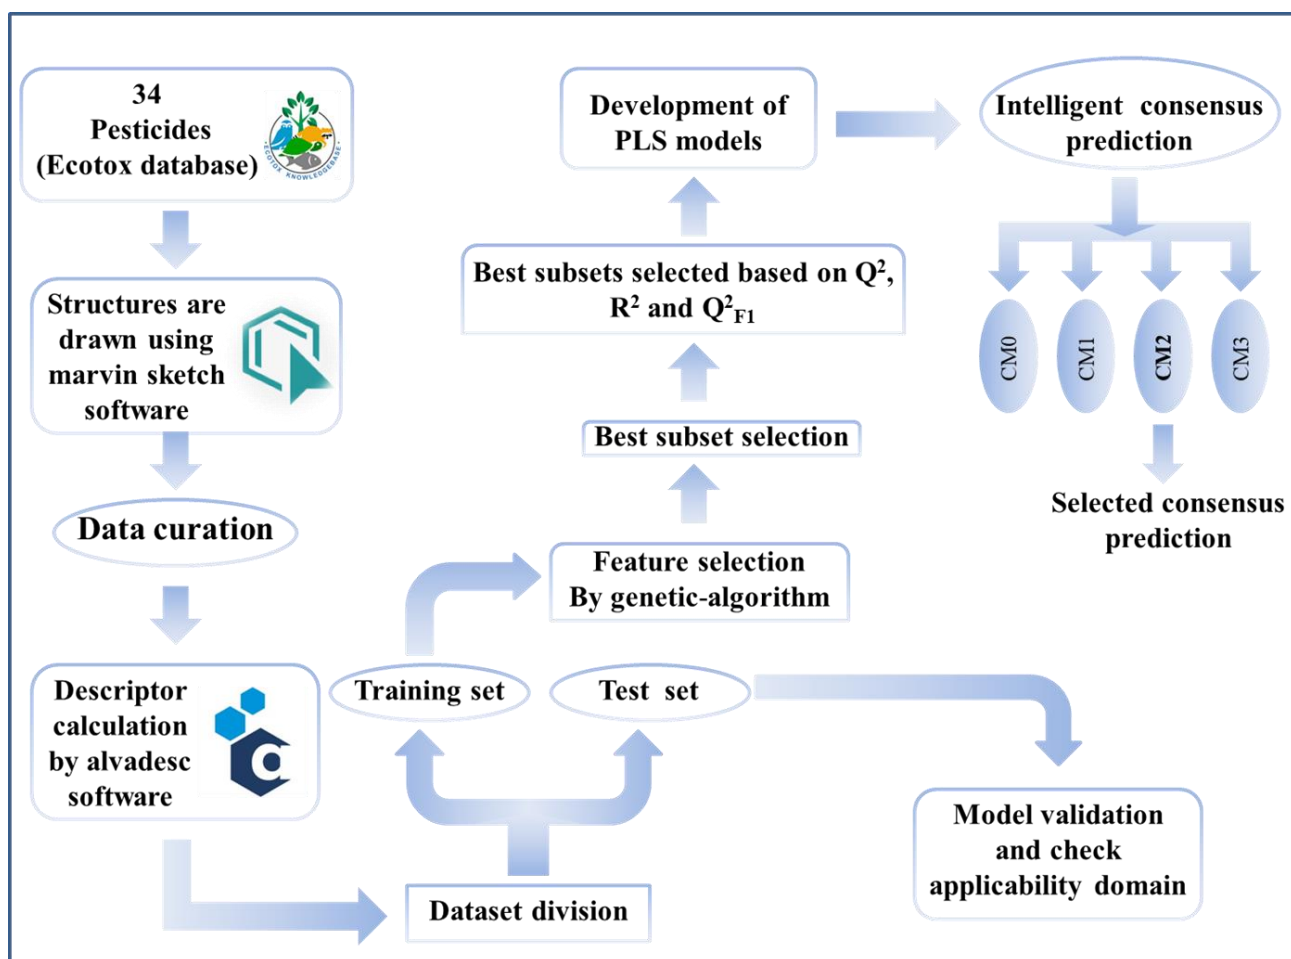 34
Pesticides
(Ecotox database)
ECOTOX KNOWLEDGEBASE
Structures are
drawn using
marvin sketch
software
Data curation
Descriptor
calculation
by alvadesc
software
Dataset division
Training set
Test set
Feature selection
By genetic-algorithm
Best subset selection
Best subsets selected based on Q²,
R² and Q²F1
Development of
PLS models
Intelligent consensus
prediction
CM0
CM1
CM2
CM3
Selected consensus
prediction
Model validation
and check
applicability domain